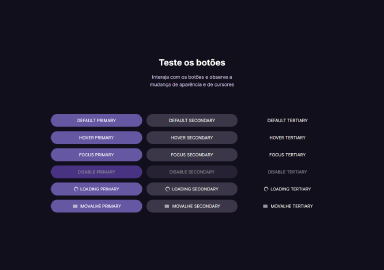 Teste os botões
Interaja com os botões e observe a
mudança de aparência e de cursores
DEFAULT PRIMARY DEFAULT SECONDARY DEFAULT TERTIARY
HOVER PRIMARY HOVER SECONDARY HOVER TERTIARY
FOCUS PRIMARY FOCUS SECONDARY FOCUS TERTIARY
DISABLE PRIMARY DISABLE SECONDARY DISABLE TERTIARY
LOADING PRIMARY LOADING SECONDARY LOADING TERTIARY
MOVALHE PRIMARY MOVALHE SECONDARY MOVALHE TERTIARY